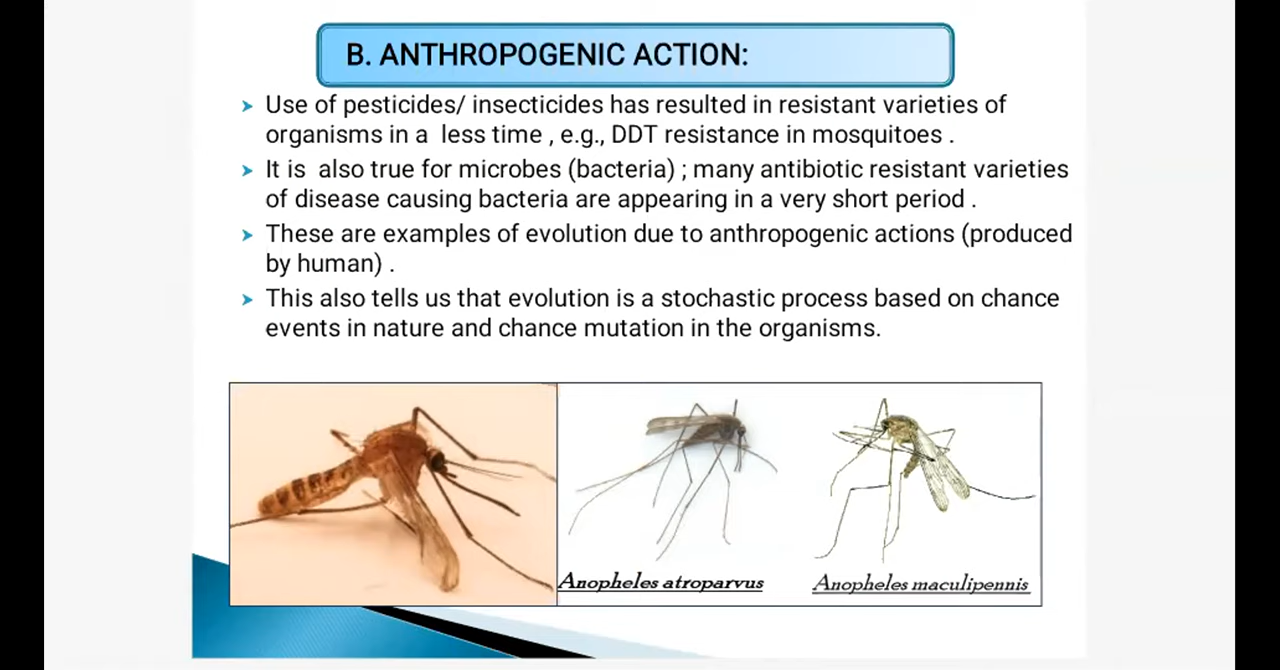 B. ANTHROPOGENIC ACTION:
➤ Use of pesticides/ insecticides has resulted in resistant varieties of
organisms in a less time , e.g., DDT resistance in mosquitoes .
➤ It is also true for microbes (bacteria) ; many antibiotic resistant varieties
of disease causing bacteria are appearing in a very short period .
➤ These are examples of evolution due to anthropogenic actions (produced
by human) .
➤ This also tells us that evolution is a stochastic process based on chance
events in nature and chance mutation in the organisms.
Anopheles atroparvus
Anopheles maculipennis